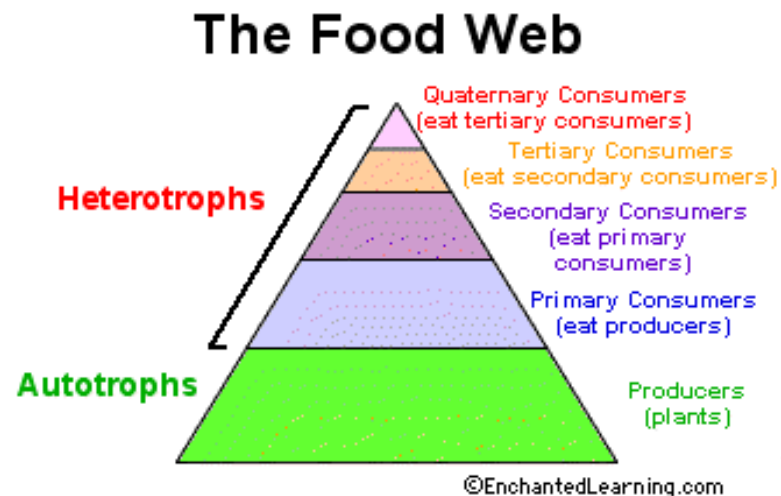 The Food Web
Quaternary Consumers
(eat tertiary consumers)
Tertiary Consumers
(eat secondary consumers)
Heterotrophs
Secondary Consumers
(eat primary
consumers)
Primary Consumers
(eat producers)
Autotrophs
Producers
(plants)
©EnchantedLearning.com